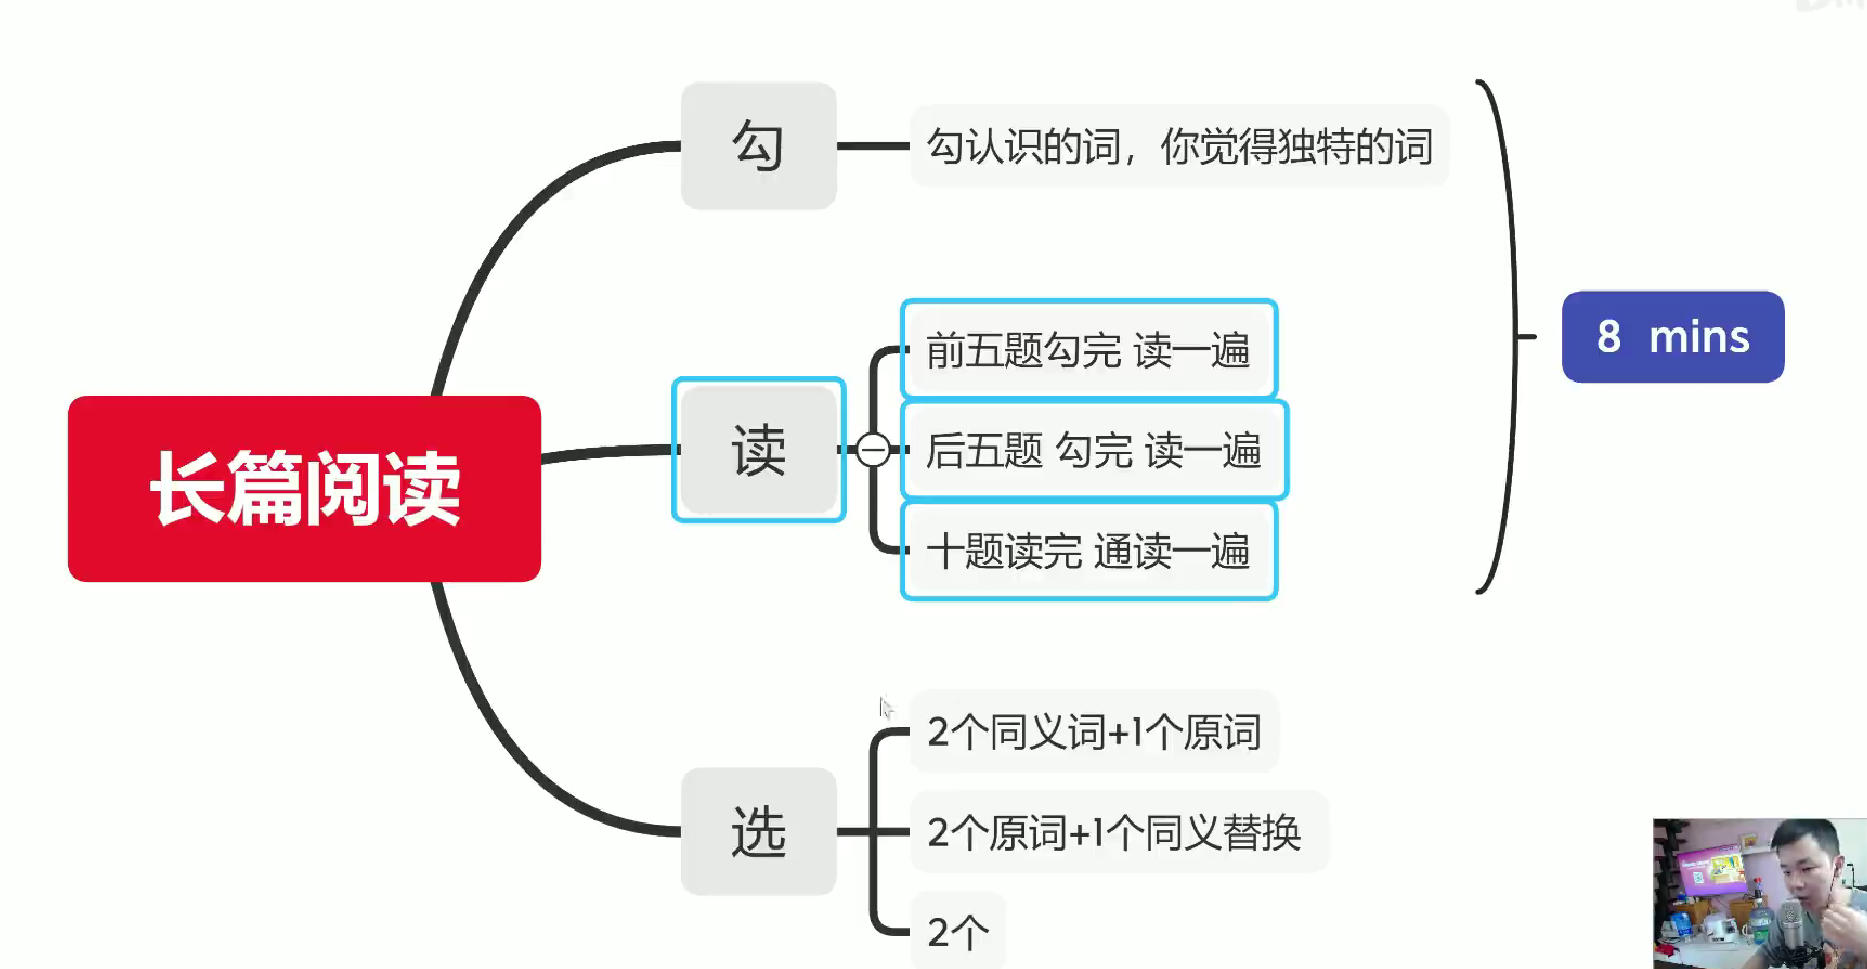 勾
勾认识的词，你觉得独特的词
8 mins
前五题勾完 读一遍
读
后五题 勾完 读一遍
长篇阅读
十题读完 通读一遍
2个同义词+1个原词
选
2个原词+1个同义替换
2个